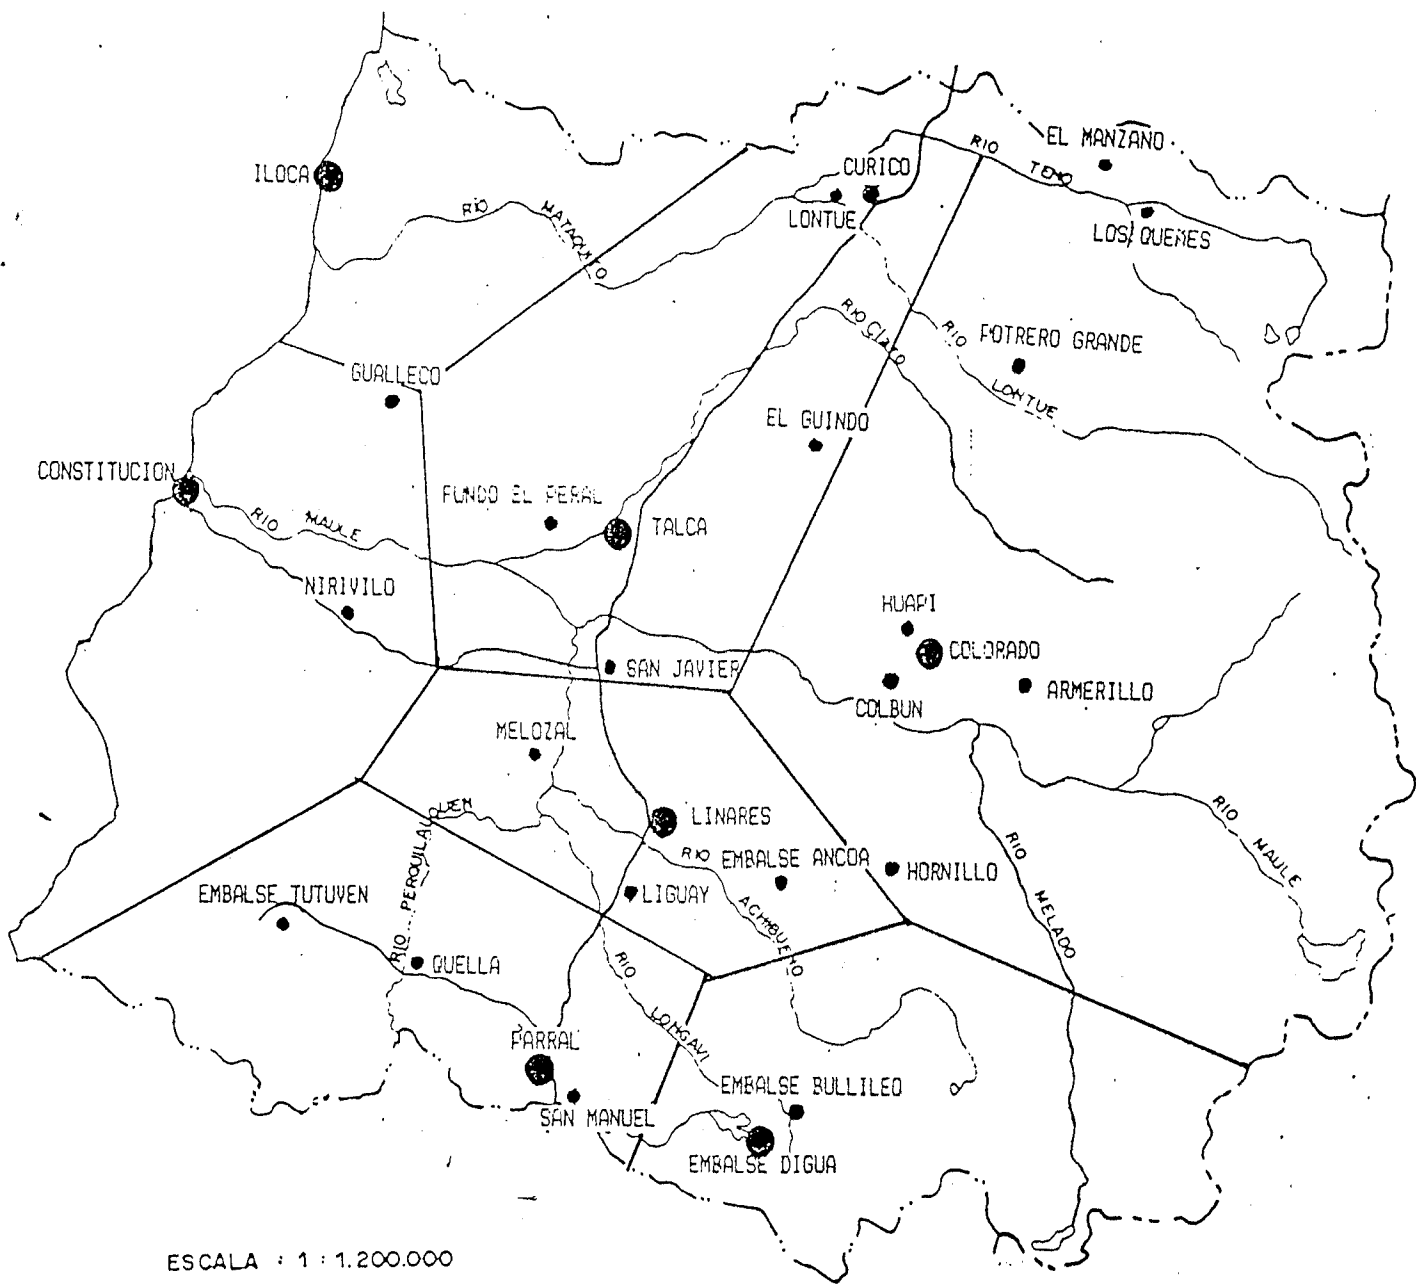 EL MANZANO
RIO
TENO
CURICO
ILOCA
LONTUE
RIO
MATAQUITO
LOS QUEÑES
RIO CLARO
RIO
LONTUE
POTRERO GRANDE
GUALLECO
EL GUINDO
CONSTITUCION
FUNDO EL PERAL
RIO
MAULE
TALCA
NIRIVILO
HUAPI
COLORADO
SAN JAVIER
ARMERILLO
COLBUN
MELOZAL
LINARES
RIO
MAULE
RIO PERQUILAUQUEN
RIO
ACHIBUENO
EMBALSE ANCOA
HORNILLO
RIO
MELADO
EMBALSE TUTUVEN
LIGUAY
QUELLA
RIO
LONGAVI
PARRAL
EMBALSE BULLILEO
SAN MANUEL
EMBALSE DIGUA
ESCALA : 1 : 1.200.000